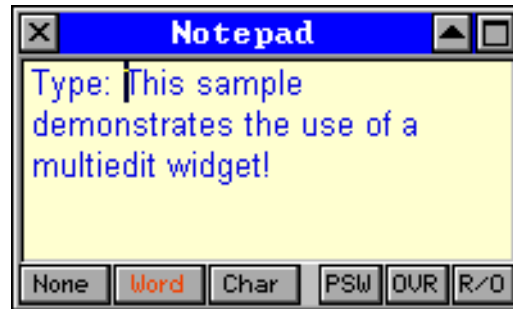 Notepad
Type: This sample
demonstrates the use of a
multiedit widget!
None Word Char PSW OVR R/O